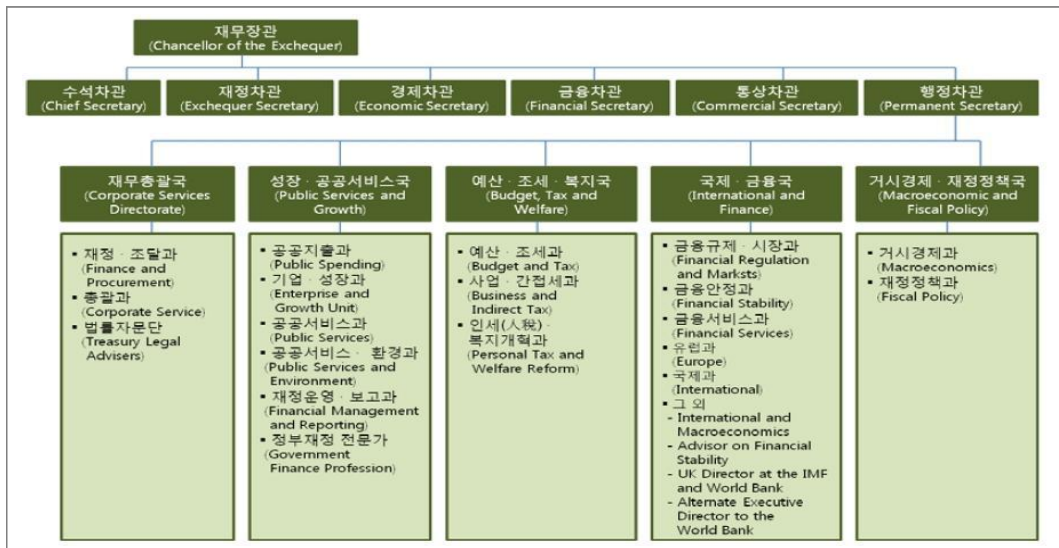 재무장관
(Chancellor of the Exchequer)
수석차관
(Chief Secretary)
재정차관
(Exchequer Secretary)
경제차관
(Economic Secretary)
금융차관
(Financial Secretary)
통상차관
(Commercial Secretary)
행정차관
(Permanent Secretary)
재무총괄국
(Corporate Services
Directorate)
▪ 재정 · 조달과
(Finance and
Procurement)
▪ 총괄과
(Corporate Service)
▪ 법률자문단
(Treasury Legal
Advisers)
성장 · 공공서비스국
(Public Services and
Growth)
▪ 공공지출과
(Public Spending)
▪ 기업 · 성장과
(Enterprise and
Growth Unit)
▪ 공공서비스과
(Public Services)
▪ 공공서비스 · 환경과
(Public Services and
Environment)
▪ 재정운영 · 보고과
(Financial Management
and Reporting)
▪ 정부재정 전문가
(Government
Finance Profession)
예산 · 조세 · 복지국
(Budget, Tax and
Welfare)
▪ 예산 · 조세과
(Budget and Tax)
▪ 사업 · 간접세과
(Business and
Indirect Tax)
▪ 인세(人稅) ·
복지개혁과
(Personal Tax and
Welfare Reform)
국제 · 금융국
(International and
Finance)
▪ 금융규제 · 시장과
(Financial Regulation
and Marksts)
▪ 금융안정과
(Financial Stability)
▪ 금융서비스과
(Financial Services)
▪ 유럽과
(Europe)
▪ 국제과
(International)
▪ 그 외
- International and
Macroeconomics
- Advisor on Financial
Stability
- UK Director at the IMF
and World Bank
- Alternate Executive
Director to the
World Bank
거시경제 · 재정정책국
(Macroeconomic and
Fiscal Policy)
▪ 거시경제과
(Macroeconomics)
▪ 재정정책과
(Fiscal Policy)